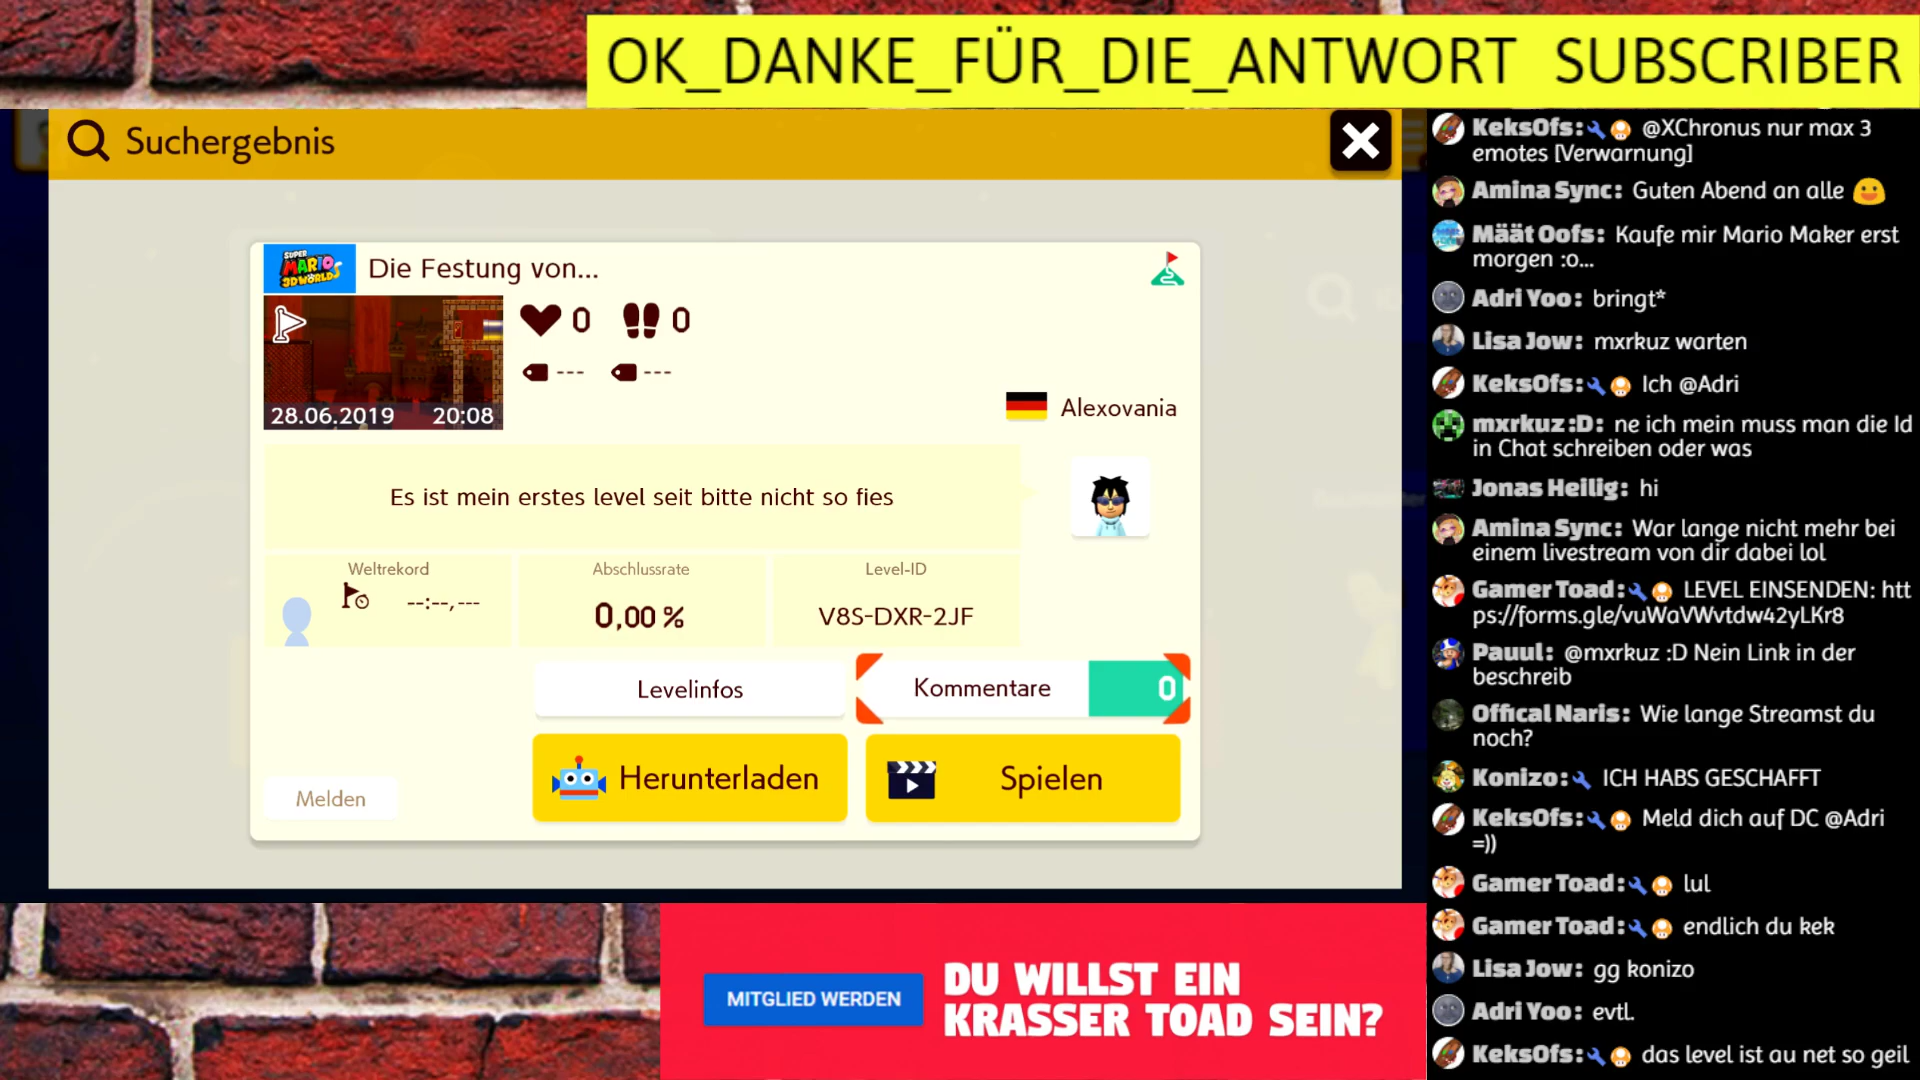 OK_DANKE_FÜR_DIE_ANTWORT SUBSCRIBER
Suchergebnis
SUPER
MARIO
3D WORLD
Die Festung von...
0 0
--- ---
28.06.2019 20:08
Alexovania
Es ist mein erstes level seit bitte nicht so fies
Weltrekord
--:--,---
Abschlussrate
0,00 %
Level-ID
V8S-DXR-2JF
Levelinfos
Kommentare 0
Melden
Herunterladen
Spielen
MITGLIED WERDEN
DU WILLST EIN
KRASSER TOAD SEIN?
KeksOfs: @XChronus nur max 3
emotes [Verwarnung]
Amina Sync: Guten Abend an alle
Määt Oofs: Kaufe mir Mario Maker erst
morgen :o...
Adri Yoo: bringt*
Lisa Jow: mxrkuz warten
KeksOfs: Ich @Adri
mxrkuz :D: ne ich mein muss man die Id
in Chat schreiben oder was
Jonas Heilig: hi
Amina Sync: War lange nicht mehr bei
einem livestream von dir dabei lol
Gamer Toad: LEVEL EINSENDEN: htt
ps://forms.gle/vuWaVWvtdw42yLKr8
Pauul: @mxrkuz :D Nein Link in der
beschreib
Offical Naris: Wie lange Streamst du
noch?
Konizo: ICH HABS GESCHAFFT
KeksOfs: Meld dich auf DC @Adri
=))
Gamer Toad: lul
Gamer Toad: endlich du kek
Lisa Jow: gg konizo
Adri Yoo: evtl.
KeksOfs: das level ist au net so geil